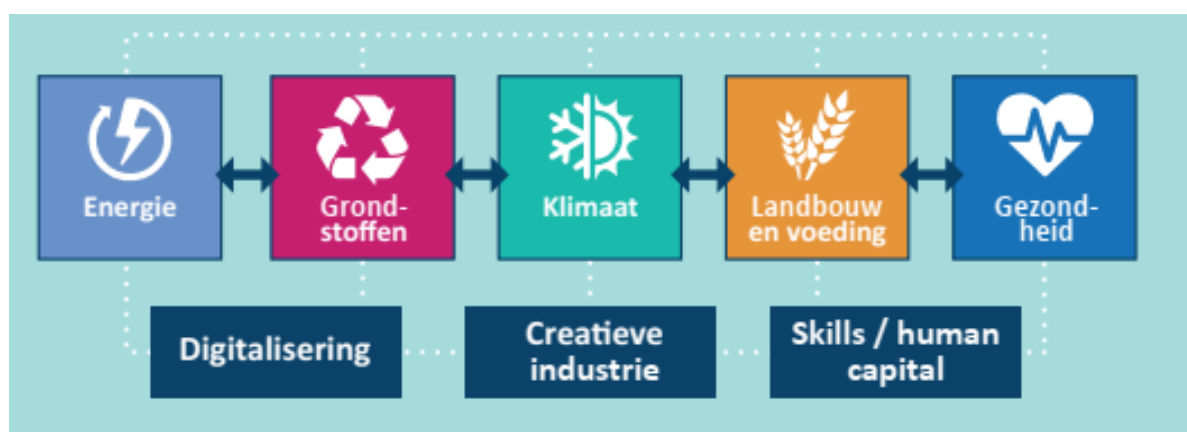 Energie
Grond-
stoffen
Klimaat
Landbouw
en voeding
Gezond-
heid
Digitalisering
Creatieve
industrie
Skills / human
capital